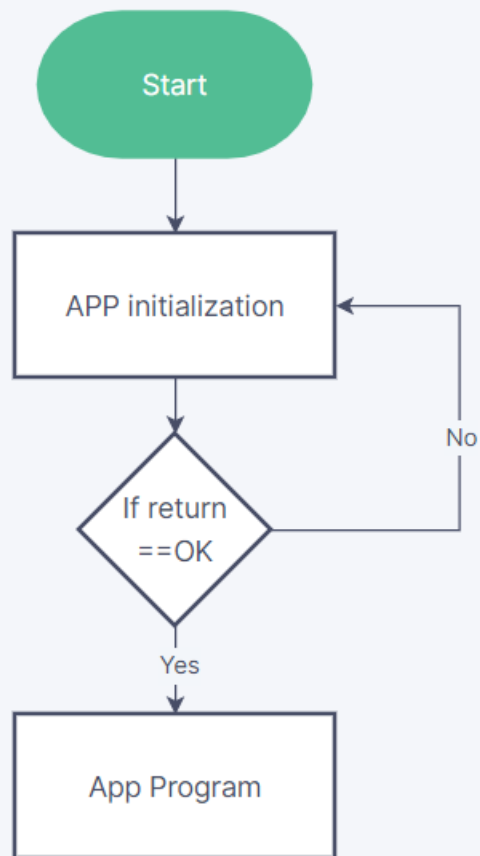 Start
APP initialization
No
If return
==OK
Yes
App Program